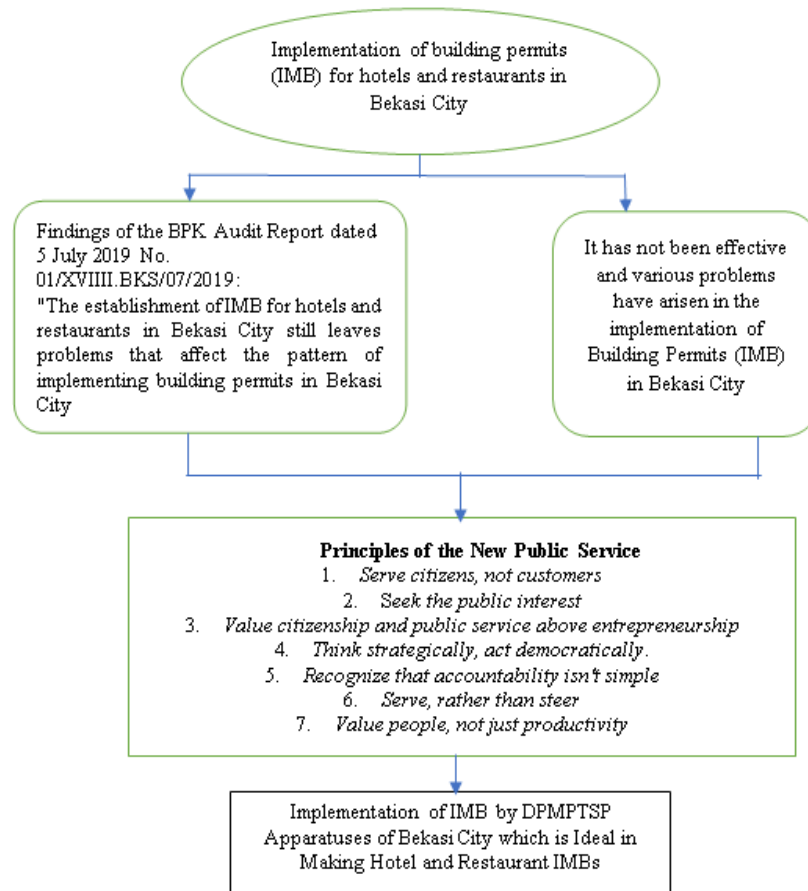 Implementation of building permits
(IMB) for hotels and restaurants in
Bekasi City
Findings of the BPK Audit Report dated
5 July 2019 No.
01/XVIIII.BKS/07/2019:
"The establishment of IMB for hotels and
restaurants in Bekasi City still leaves
problems that affect the pattern of
implementing building permits in Bekasi
City
It has not been effective
and various problems
have arisen in the
implementation of
Building Permits (IMB)
in Bekasi City
Principles of the New Public Service
1. Serve citizens, not customers
2. Seek the public interest
3. Value citizenship and public service above entrepreneurship
4. Think strategically, act democratically.
5. Recognize that accountability isn't simple
6. Serve, rather than steer
7. Value people, not just productivity
Implementation of IMB by DPMPTSP
Apparatuses of Bekasi City which is Ideal in
Making Hotel and Restaurant IMBs